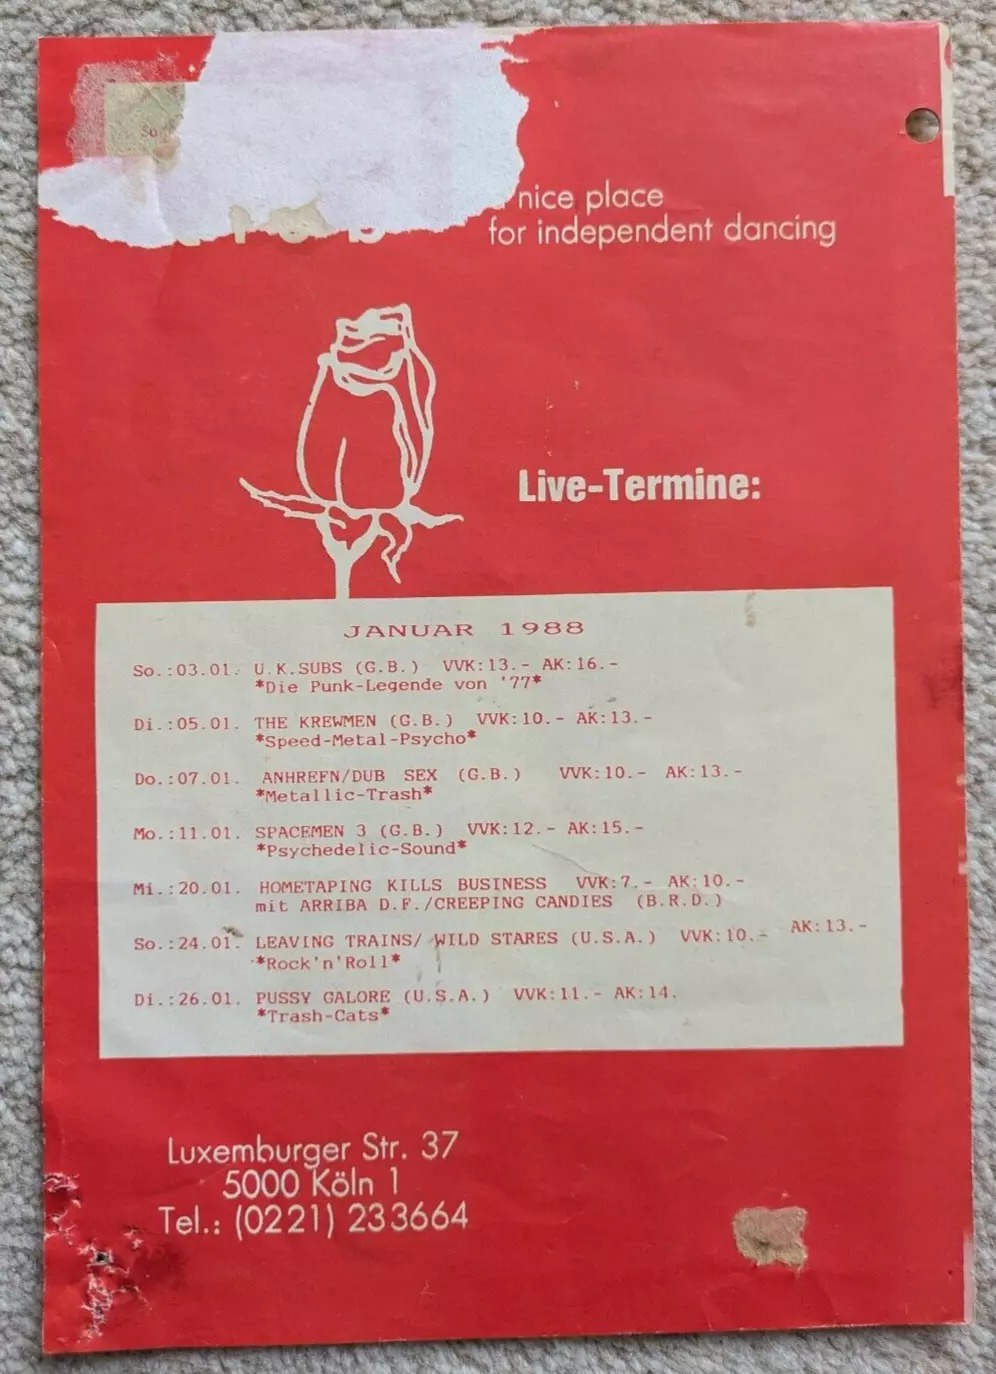 So
nice place
for independent dancing
Live-Termine:
JANUAR 1988
So.:03.01. U.K.SUBS (G.B.) VVK:13.- AK:16.-
*Die Punk-Legende von '77*
Di.:05.01. THE KREWMEN (G.B.) VVK:10.- AK:13.-
*Speed-Metal-Psycho*
Do.:07.01. ANHREFN/DUB SEX (G.B.) VVK:10.- AK:13.-
*Metallic-Trash*
Mo.:11.01. SPACEMEN 3 (G.B.) VVK:12.- AK:15.-
*Psychedelic-Sound*
Mi.:20.01. HOMETAPING KILLS BUSINESS VVK:7.- AK:10.-
mit ARRIBA D.F./CREEPING CANDIES (B.R.D.)
So.:24.01. LEAVING TRAINS/ WILD STARES (U.S.A.) VVK:10.- AK:13.-
*Rock'n'Roll*
Di.:26.01. PUSSY GALORE (U.S.A.) VVK:11.- AK:14.
*Trash-Cats*
Luxemburger Str. 37
5000 Köln 1
Tel.: (0221) 233664